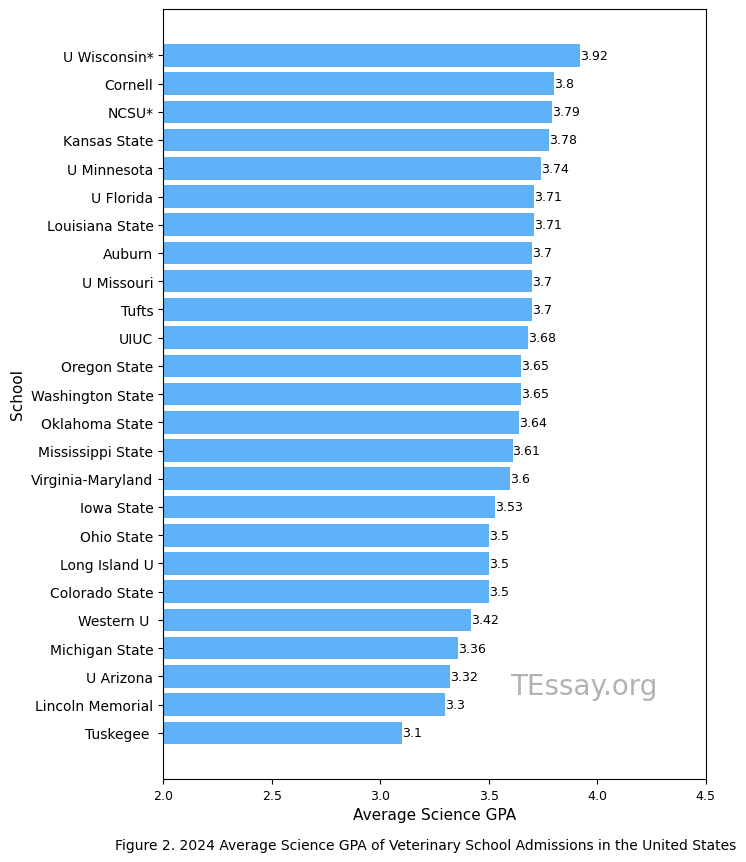 U Wisconsin* 3.92
Cornell 3.8
NCSU* 3.79
Kansas State 3.78
U Minnesota 3.74
U Florida 3.71
Louisiana State 3.71
Auburn 3.7
U Missouri 3.7
Tufts 3.7
UIUC 3.68
Oregon State 3.65
Washington State 3.65
Oklahoma State 3.64
Mississippi State 3.61
Virginia-Maryland 3.6
Iowa State 3.53
Ohio State 3.5
Long Island U 3.5
Colorado State 3.5
Western U 3.42
Michigan State 3.36
U Arizona 3.32
Lincoln Memorial 3.3
Tuskegee 3.1
School
TEssay.org
2.0 2.5 3.0 3.5 4.0 4.5
Average Science GPA
Figure 2. 2024 Average Science GPA of Veterinary School Admissions in the United States